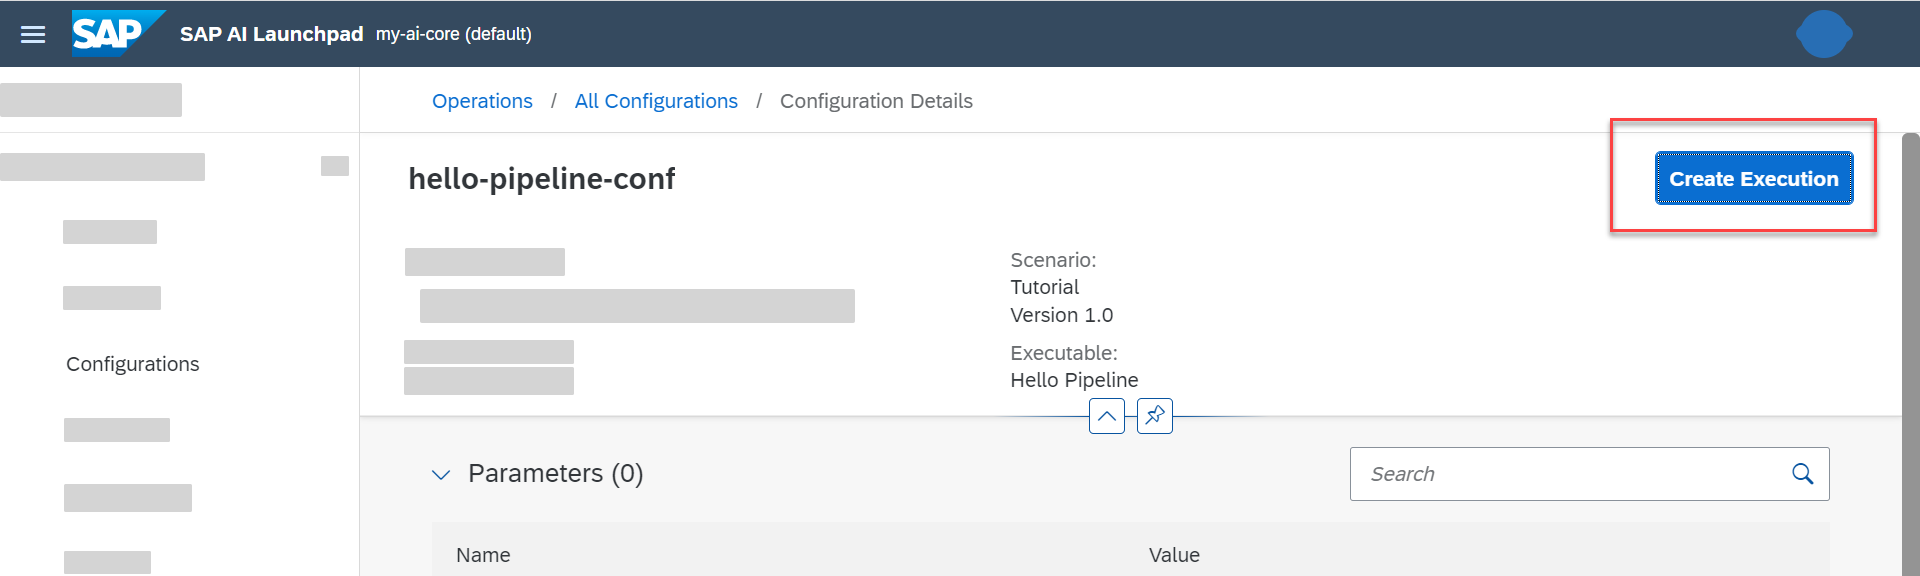 SAP SAP AI Launchpad my-ai-core (default)
Operations / All Configurations / Configuration Details
hello-pipeline-conf
Create Execution
Scenario:
Tutorial
Version 1.0
Executable:
Hello Pipeline
Configurations
Parameters (0)
Search
Name Value